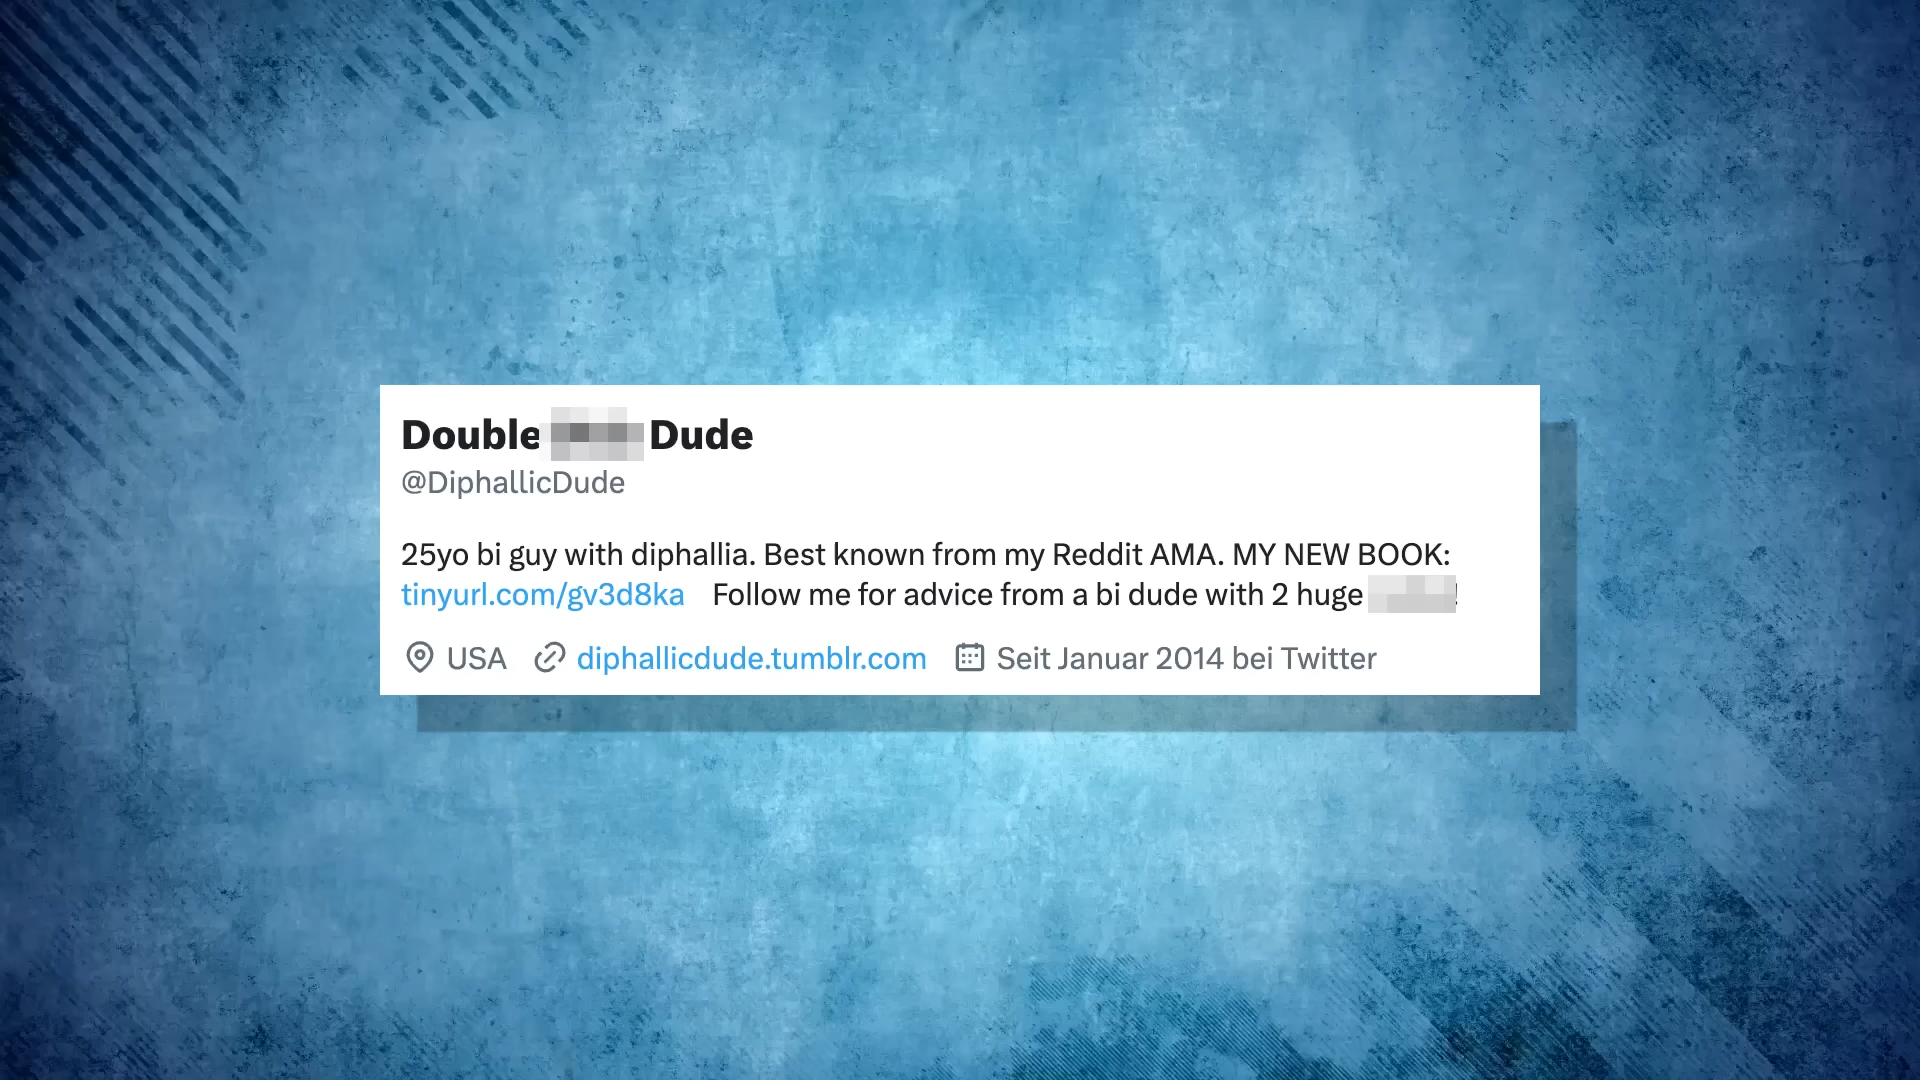 Double Dude
@DiphallicDude
25yo bi guy with diphallia. Best known from my Reddit AMA. MY NEW BOOK:
tinyurl.com/gv3d8ka Follow me for advice from a bi dude with 2 huge !
USA diphallicdude.tumblr.com Seit Januar 2014 bei Twitter